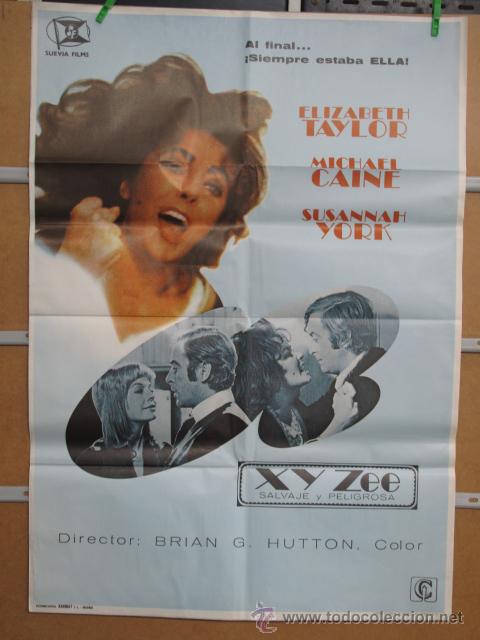 SUEVIA FILMS
Al final...
¡Siempre estaba ELLA!
ELIZABETH
TAYLOR
MICHAEL
CAINE
SUSANNAH
YORK
XY Zee
SALVAJE y PELIGROSA
Director: BRIAN G. HUTTON, Color
www.todocoleccion.net